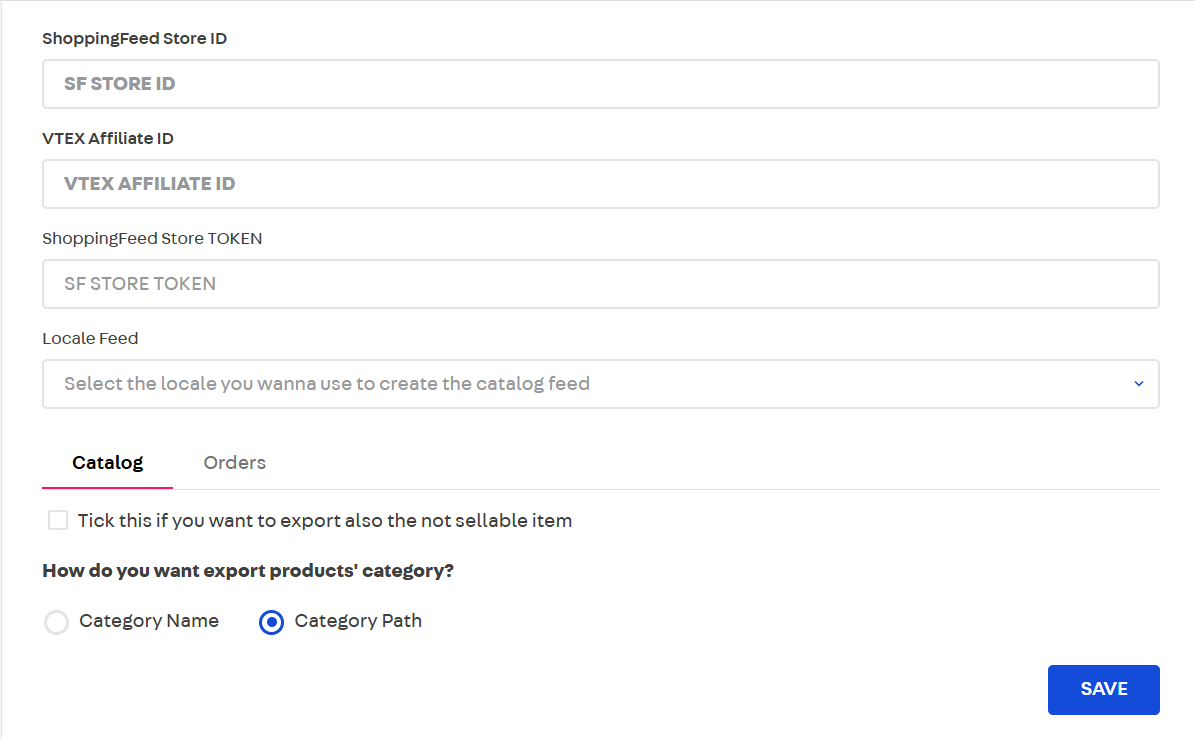 ShoppingFeed Store ID
SF STORE ID
VTEX Affiliate ID
VTEX AFFILIATE ID
ShoppingFeed Store TOKEN
SF STORE TOKEN
Locale Feed
Select the locale you wanna use to create the catalog feed
Catalog Orders
Tick this if you want to export also the not sellable item
How do you want export products' category?
Category Name Category Path
SAVE